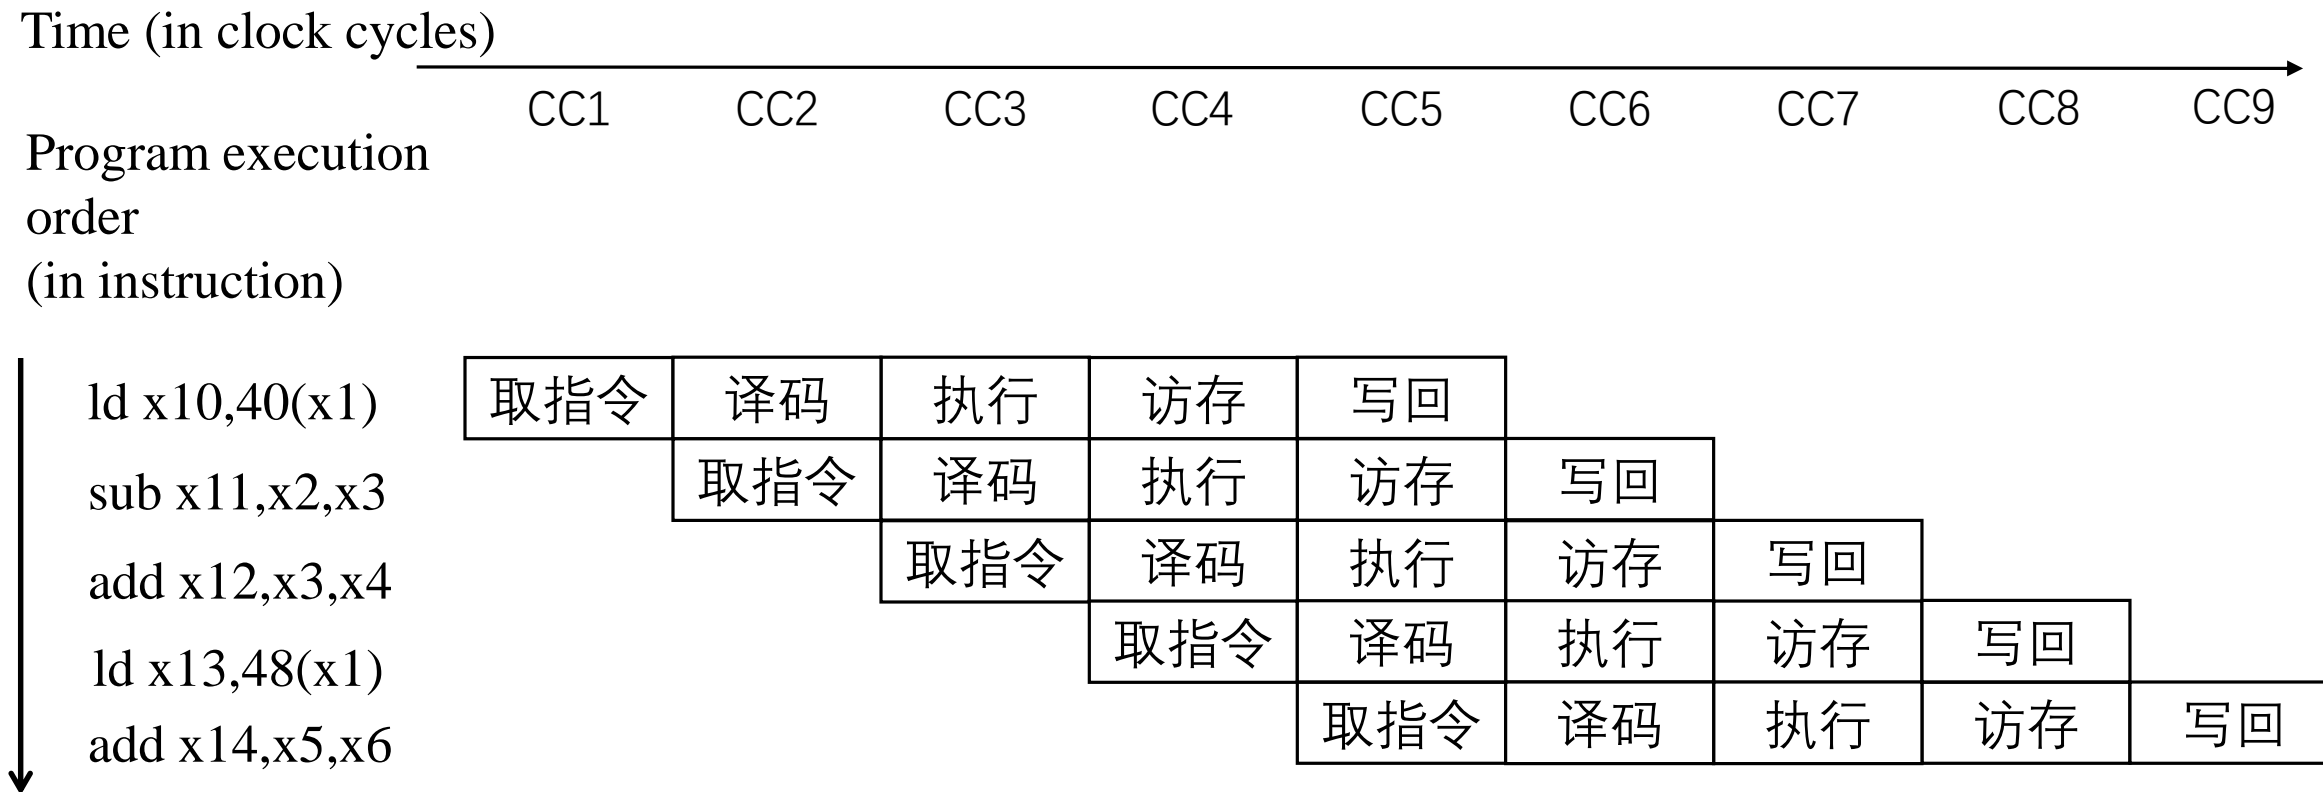 Time (in clock cycles)
CC1 CC2 CC3 CC4 CC5 CC6 CC7 CC8 CC9
Program execution
order
(in instruction)
ld x10,40(x1) 取指令 译码 执行 访存 写回
sub x11,x2,x3 取指令 译码 执行 访存 写回
add x12,x3,x4 取指令 译码 执行 访存 写回
ld x13,48(x1) 取指令 译码 执行 访存 写回
add x14,x5,x6 取指令 译码 执行 访存 写回